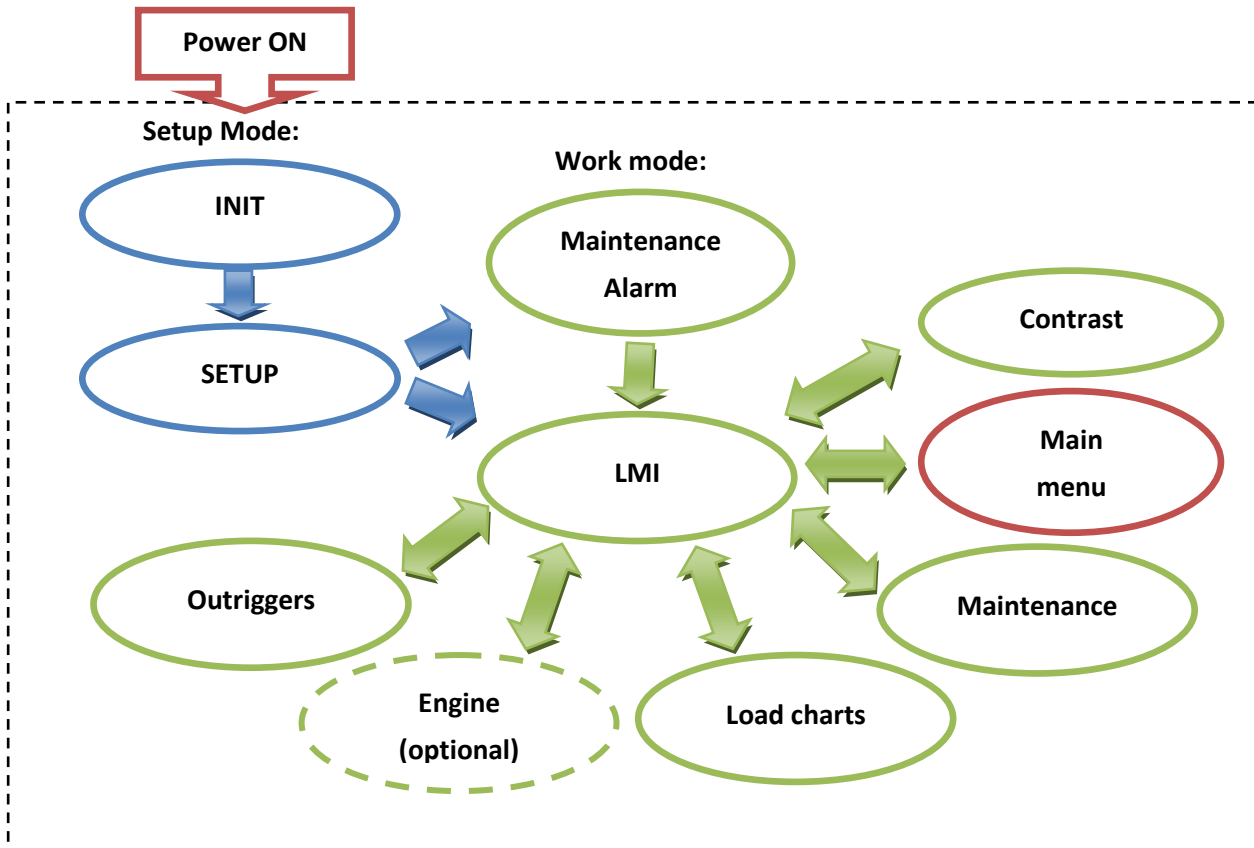 Power ON
Setup Mode:
INIT
Work mode:
Maintenance
Alarm
Contrast
SETUP
Main
menu
LMI
Outriggers
Maintenance
Engine
(optional)
Load charts